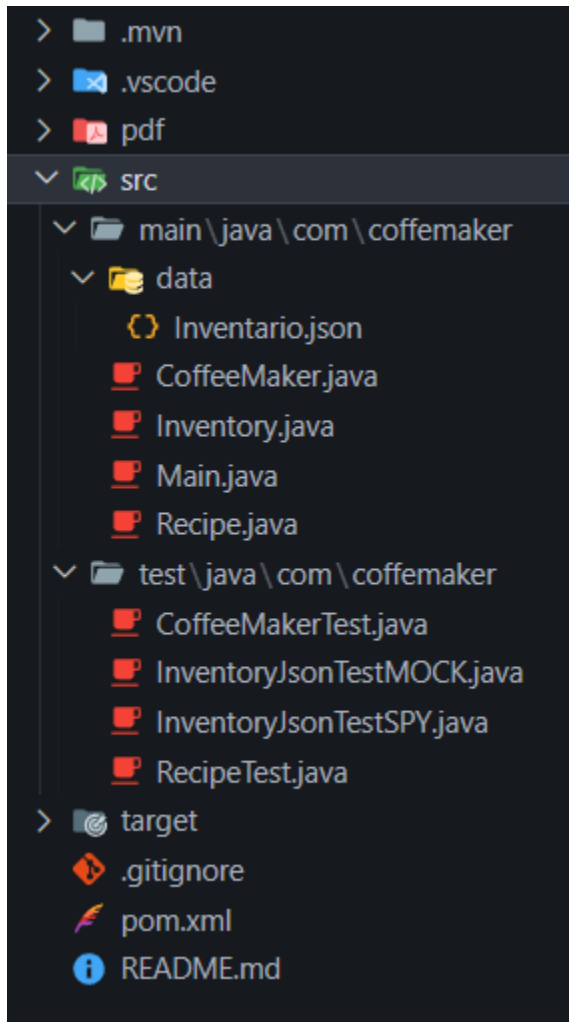 .mvn
.vscode
pdf
src
main\java\com\coffemaker
data
Inventario.json
CoffeeMaker.java
Inventory.java
Main.java
Recipe.java
test\java\com\coffemaker
CoffeeMakerTest.java
InventoryJsonTestMOCK.java
InventoryJsonTestSPY.java
RecipeTest.java
target
.gitignore
pom.xml
README.md